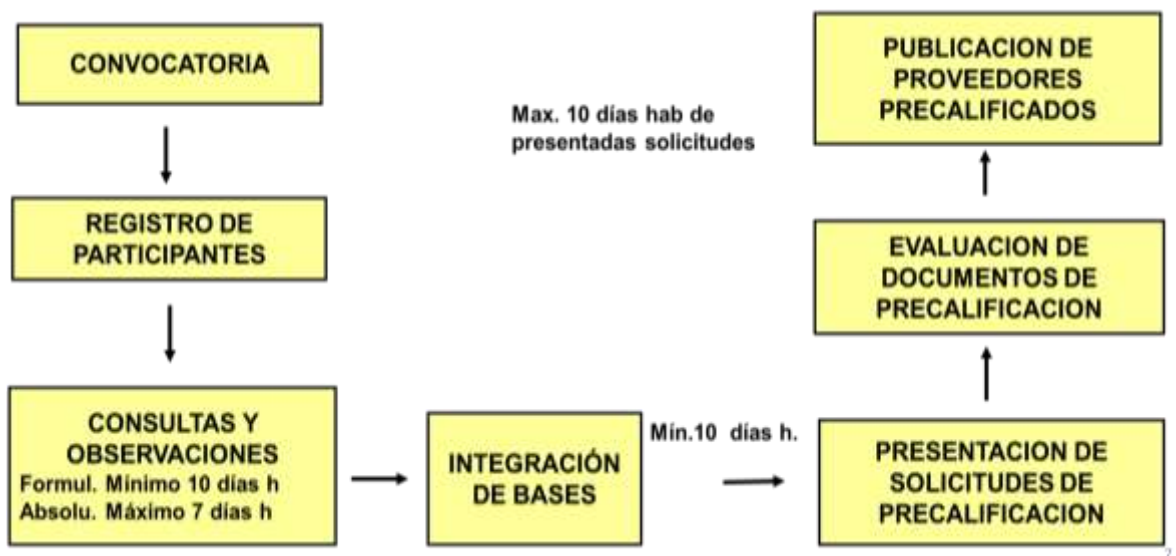 CONVOCATORIA
REGISTRO DE
PARTICIPANTES
CONSULTAS Y
OBSERVACIONES
Formul. Mínimo 10 días h
Absolu. Máximo 7 días h
INTEGRACIÓN
DE BASES
Mín.10 días h.
PRESENTACION DE
SOLICITUDES DE
PRECALIFICACION
EVALUACION DE
DOCUMENTOS DE
PRECALIFICACION
Max. 10 días hab de
presentadas solicitudes
PUBLICACION DE
PROVEEDORES
PRECALIFICADOS